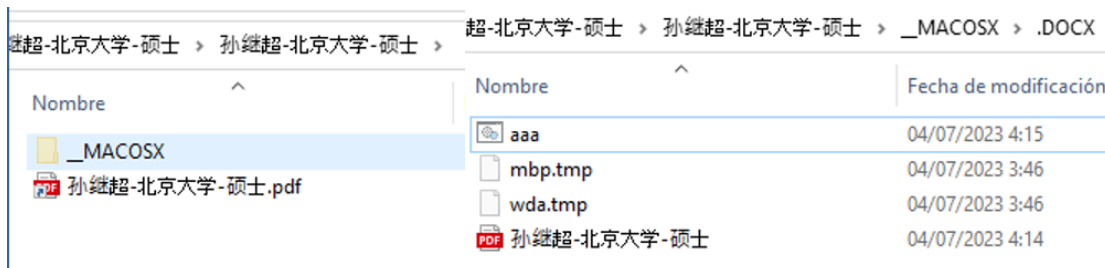 继超-北京大学-硕士 › 孙继超-北京大学-硕士 ›
Nombre
__MACOSX
孙继超-北京大学-硕士.pdf
超-北京大学-硕士 › 孙继超-北京大学-硕士 › __MACOSX › .DOCX
Nombre Fecha de modificación
aaa 04/07/2023 4:15
mbp.tmp 04/07/2023 3:46
wda.tmp 04/07/2023 3:46
PDF 孙继超-北京大学-硕士 04/07/2023 4:14